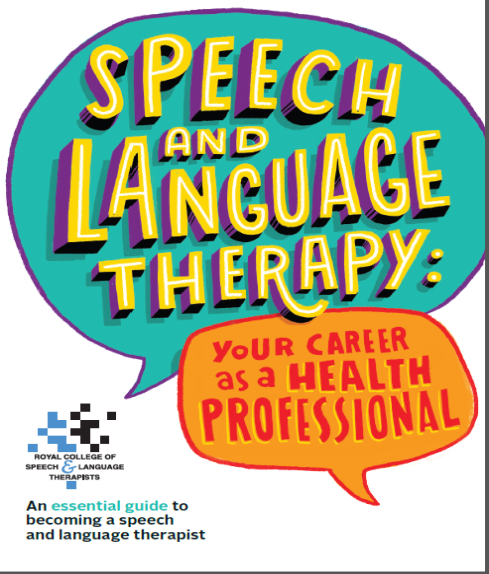 SPEECH
AND
LANGUAGE
THERAPY:
YoUR CAREER
as a HEALTH
PROFESSIONAL
ROYAL COLLEGE OF
SPEECH & LANGUAGE
THERAPISTS
An essential guide to
becoming a speech
and language therapist